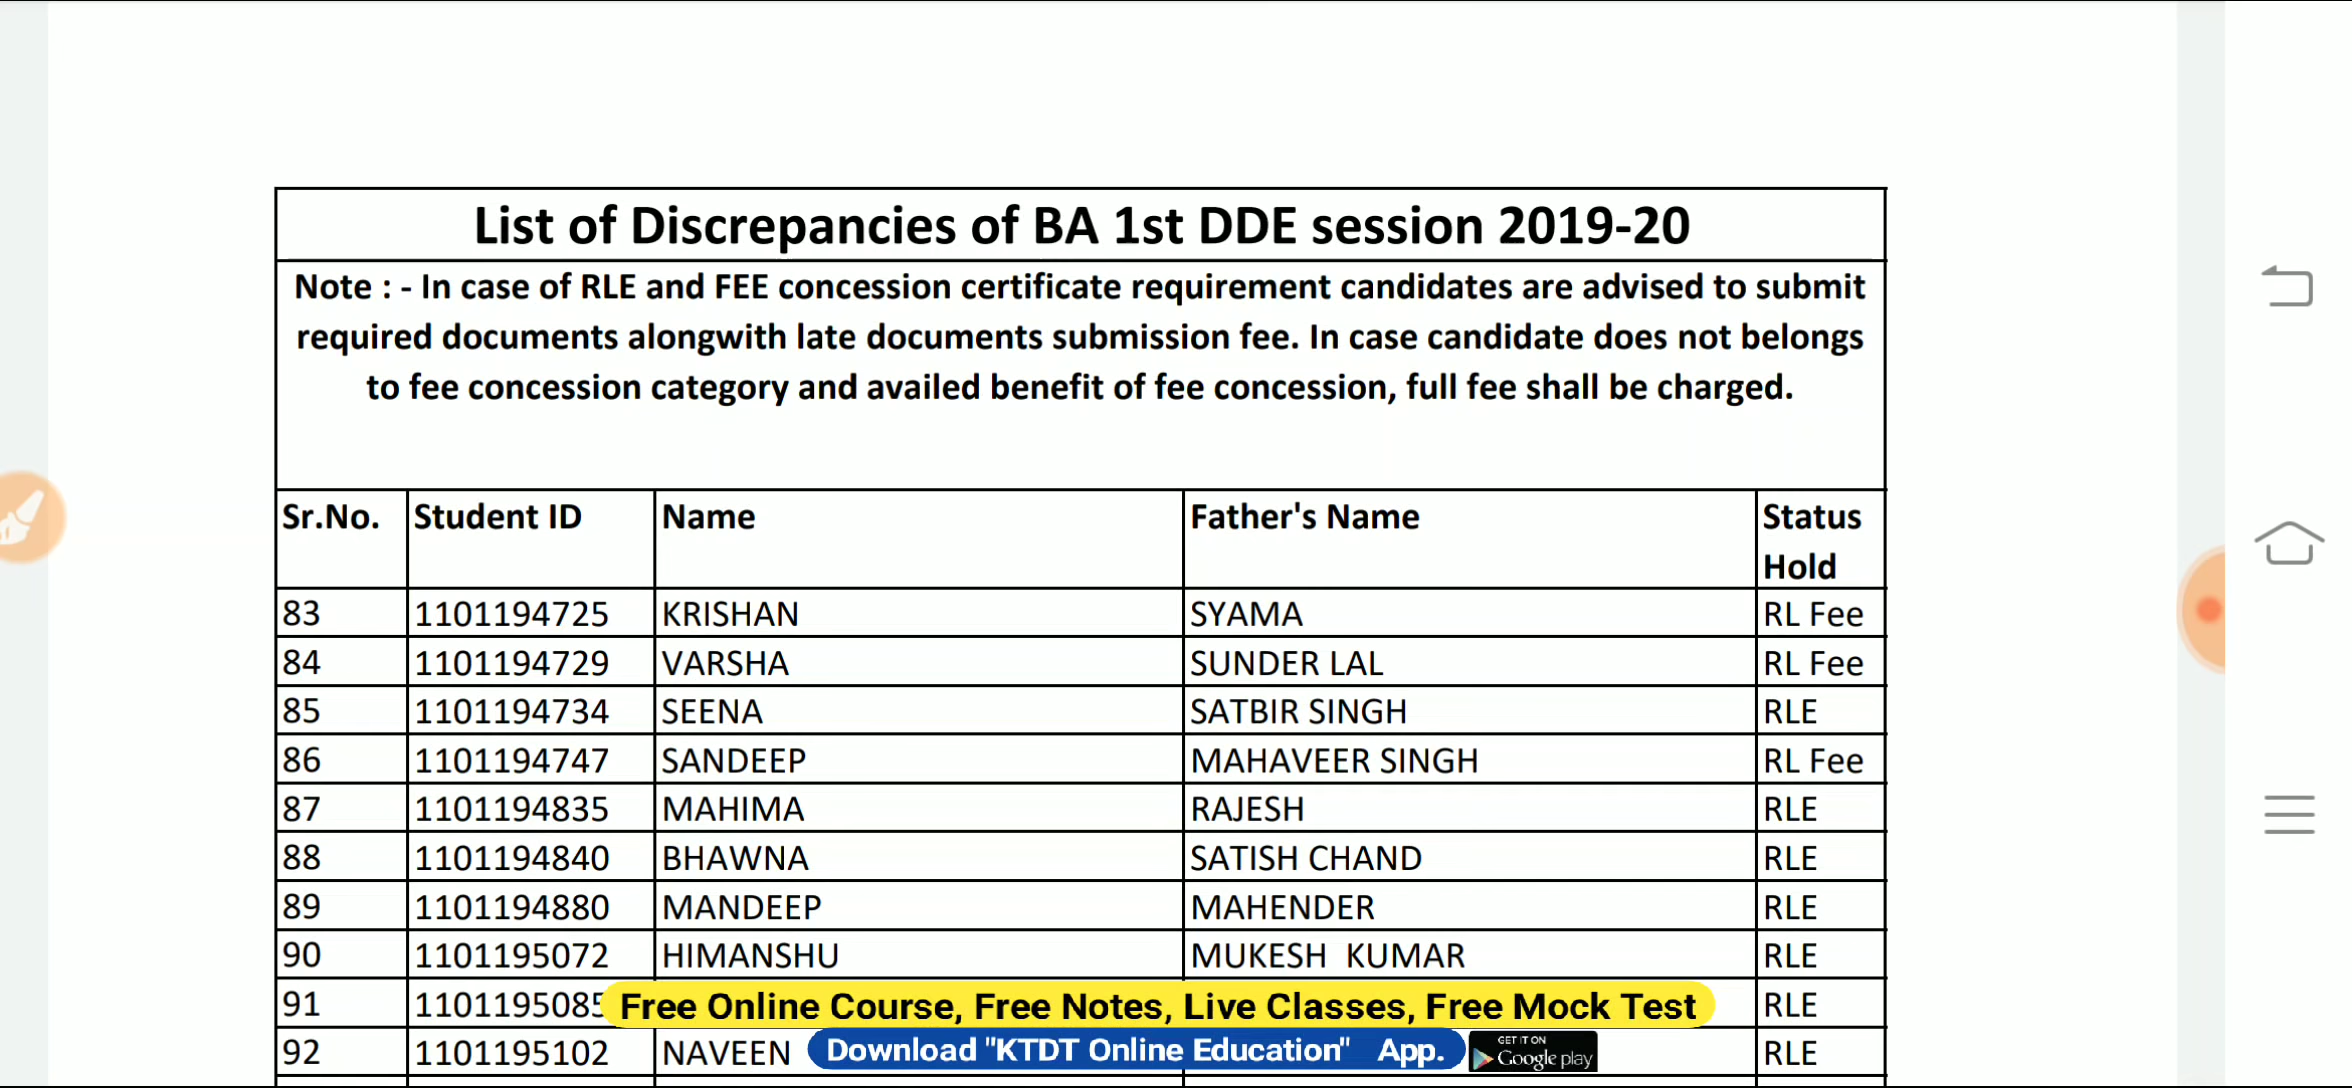 List of Discrepancies of BA 1st DDE session 2019-20
Note : - In case of RLE and FEE concession certificate requirement candidates are advised to submit
required documents alongwith late documents submission fee. In case candidate does not belongs
to fee concession category and availed benefit of fee concession, full fee shall be charged.
Sr.No. Student ID Name Father's Name Status Hold
83 1101194725 KRISHAN SYAMA RL Fee
84 1101194729 VARSHA SUNDER LAL RL Fee
85 1101194734 SEENA SATBIR SINGH RLE
86 1101194747 SANDEEP MAHAVEER SINGH RL Fee
87 1101194835 MAHIMA RAJESH RLE
88 1101194840 BHAWNA SATISH CHAND RLE
89 1101194880 MANDEEP MAHENDER RLE
90 1101195072 HIMANSHU MUKESH KUMAR RLE
91 1101195085 RLE
Free Online Course, Free Notes, Live Classes, Free Mock Test
92 1101195102 NAVEEN RLE
Download "KTDT Online Education" App.
GET IT ON
Google play